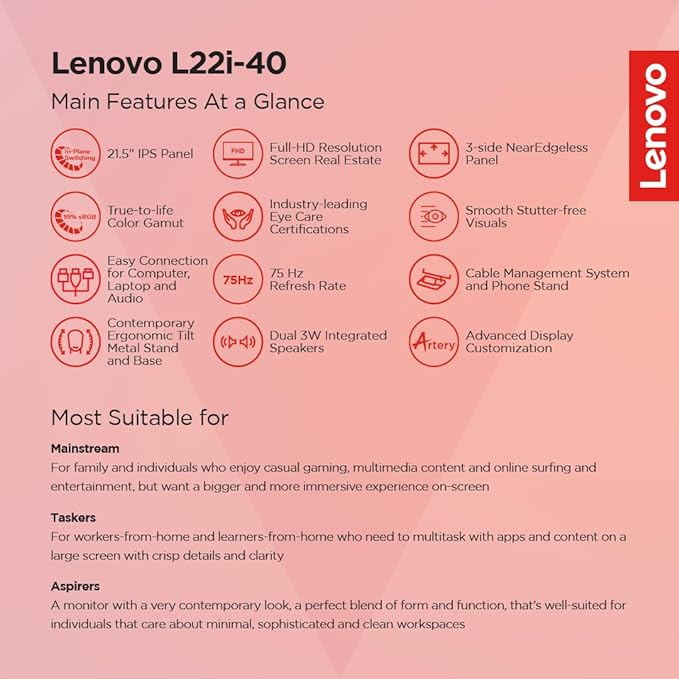 Lenovo L22i-40
Main Features At a Glance
Lenovo
In-Plane
Switching
21.5" IPS Panel
FHD
Full-HD Resolution
Screen Real Estate
3-side NearEdgeless
Panel
99% sRGB
True-to-life
Color Gamut
Industry-leading
Eye Care
Certifications
Smooth Stutter-free
Visuals
Easy Connection
for Computer,
Laptop and
Audio
75Hz
75 Hz
Refresh Rate
Cable Management System
and Phone Stand
Contemporary
Ergonomic Tilt
Metal Stand
and Base
Dual 3W Integrated
Speakers
Artery
Advanced Display
Customization
Most Suitable for
Mainstream
For family and individuals who enjoy casual gaming, multimedia content and online surfing and
entertainment, but want a bigger and more immersive experience on-screen
Taskers
For workers-from-home and learners-from-home who need to multitask with apps and content on a
large screen with crisp details and clarity
Aspirers
A monitor with a very contemporary look, a perfect blend of form and function, that's well-suited for
individuals that care about minimal, sophisticated and clean workspaces